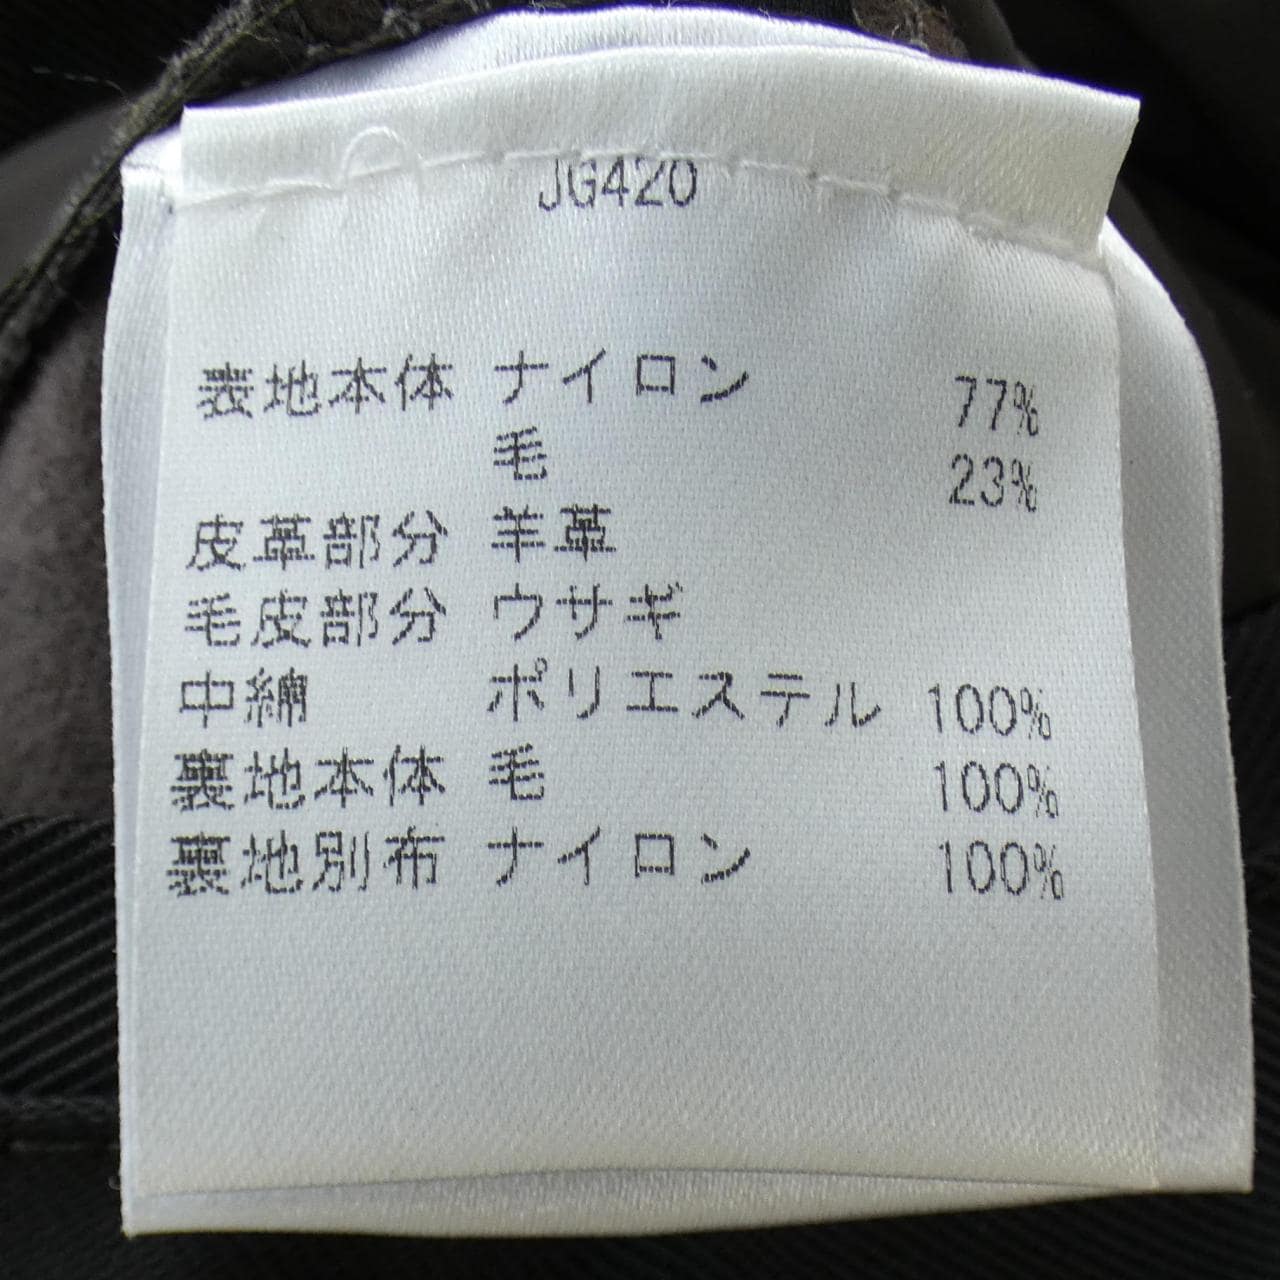 JG420
表地本体 ナイロン 77%
毛 23%
皮革部分 羊革
毛皮部分 ウサギ
中綿 ポリエステル 100%
裏地本体 毛 100%
裏地別布 ナイロン 100%